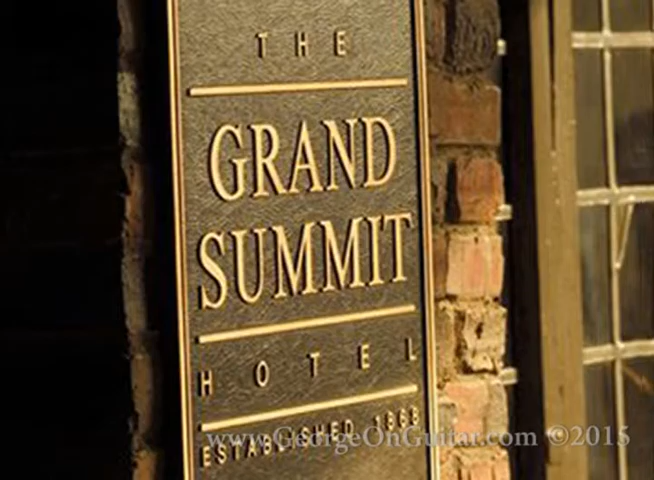 THE
GRAND
SUMMIT
HOTEL
ESTABLISHED 1868
www.GeorgeOnGuitar.com ©2015